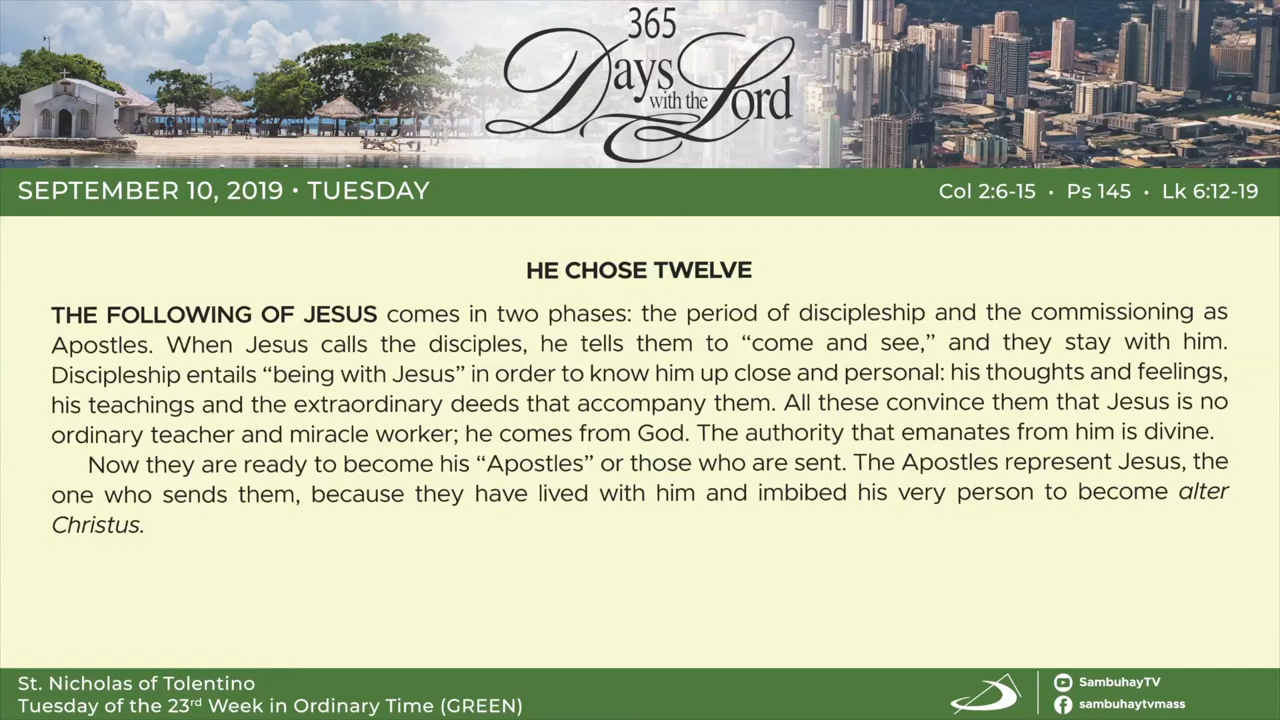 365
Days
with the
Lord
SEPTEMBER 10, 2019 • TUESDAY
Col 2:6-15 • Ps 145 • Lk 6:12-19
HE CHOSE TWELVE
THE FOLLOWING OF JESUS comes in two phases: the period of discipleship and the commissioning as
Apostles. When Jesus calls the disciples, he tells them to “come and see,” and they stay with him.
Discipleship entails “being with Jesus” in order to know him up close and personal: his thoughts and feelings,
his teachings and the extraordinary deeds that accompany them. All these convince them that Jesus is no
ordinary teacher and miracle worker; he comes from God. The authority that emanates from him is divine.
Now they are ready to become his “Apostles” or those who are sent. The Apostles represent Jesus, the
one who sends them, because they have lived with him and imbibed his very person to become alter
Christus.
St. Nicholas of Tolentino
Tuesday of the 23rd Week in Ordinary Time (GREEN)
SambuhayTV
sambuhaytvmass